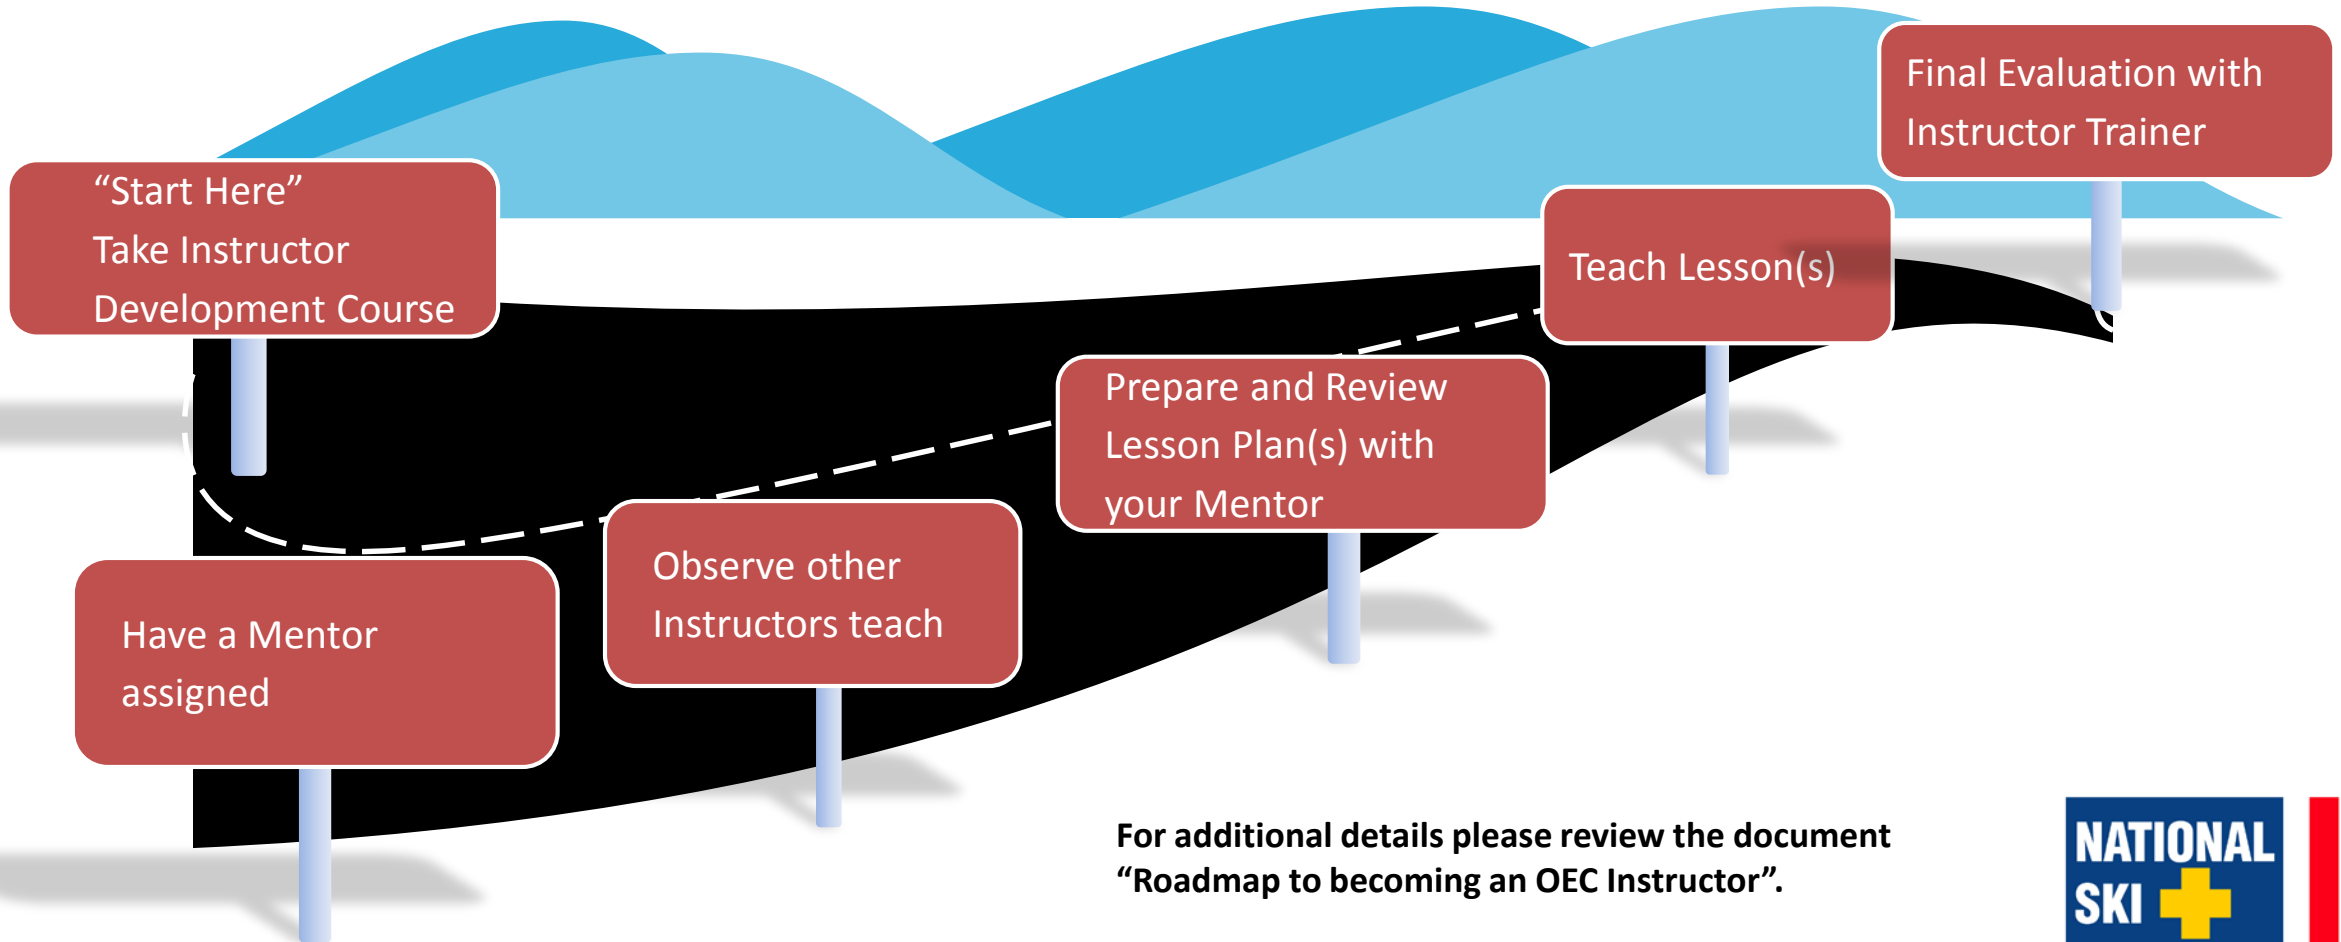 “Start Here”
Take Instructor
Development Course
Have a Mentor
assigned
Observe other
Instructors teach
Prepare and Review
Lesson Plan(s) with
your Mentor
Teach Lesson(s)
Final Evaluation with
Instructor Trainer
For additional details please review the document
“Roadmap to becoming an OEC Instructor”.
NATIONAL
SKI